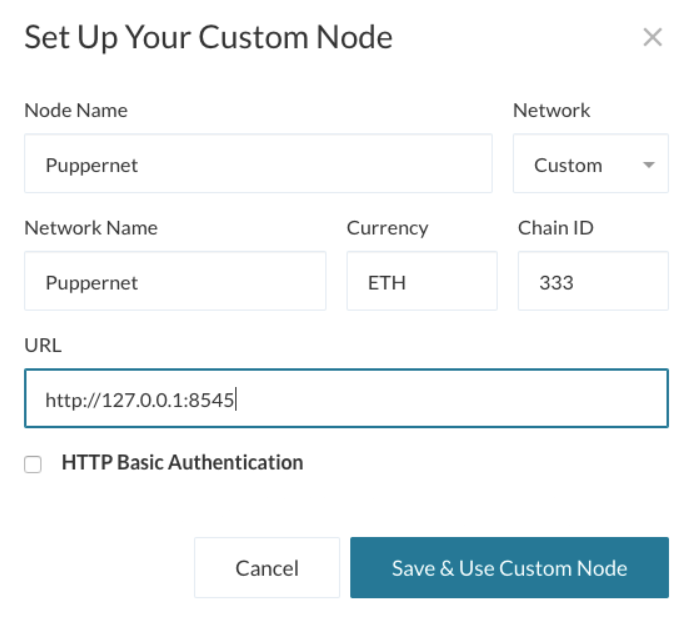 Set Up Your Custom Node
Node Name
Network
Puppernet
Custom
Network Name
Currency
Chain ID
Puppernet
ETH
333
URL
http://127.0.0.1:8545
HTTP Basic Authentication
Cancel
Save & Use Custom Node